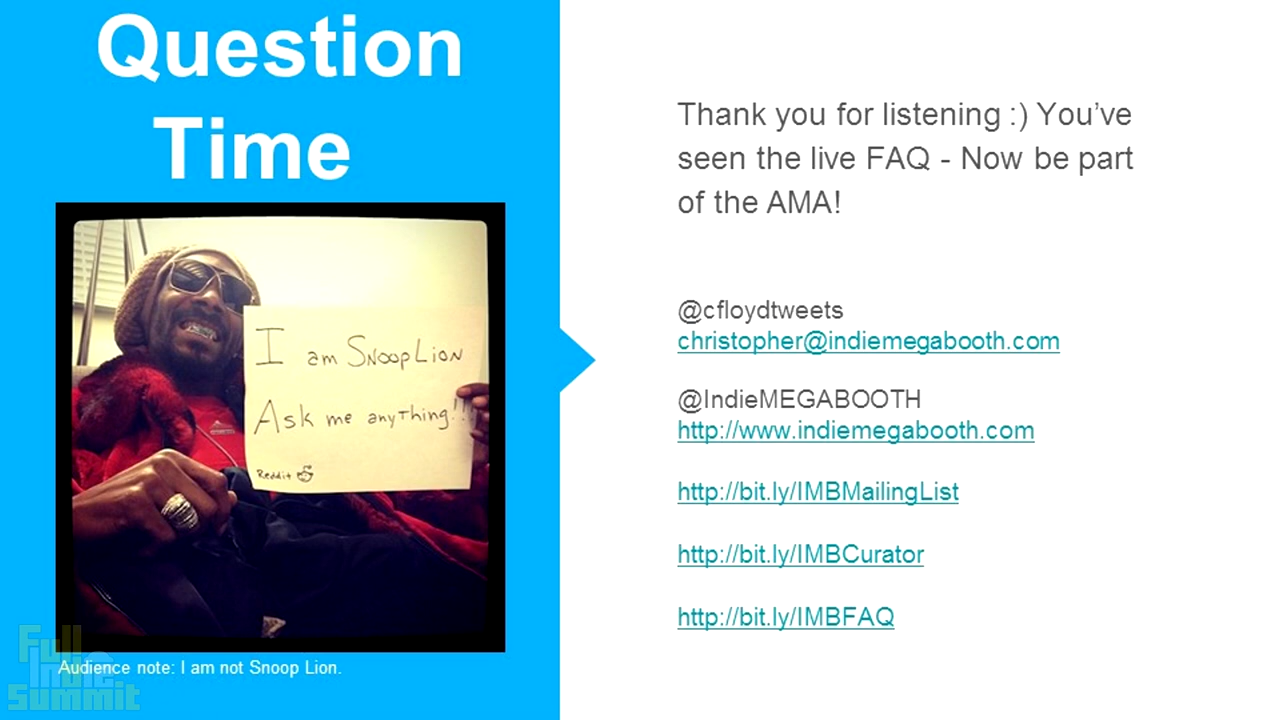 Question
Time
I am SnoopLion
Ask me anything!!
Reddit
Audience note: I am not Snoop Lion.
Full
Indie
Summit
Thank you for listening :) You’ve
seen the live FAQ - Now be part
of the AMA!
@cfloydtweets
christopher@indiemegabooth.com
@IndieMEGABOOTH
http://www.indiemegabooth.com
http://bit.ly/IMBMailingList
http://bit.ly/IMBCurator
http://bit.ly/IMBFAQ